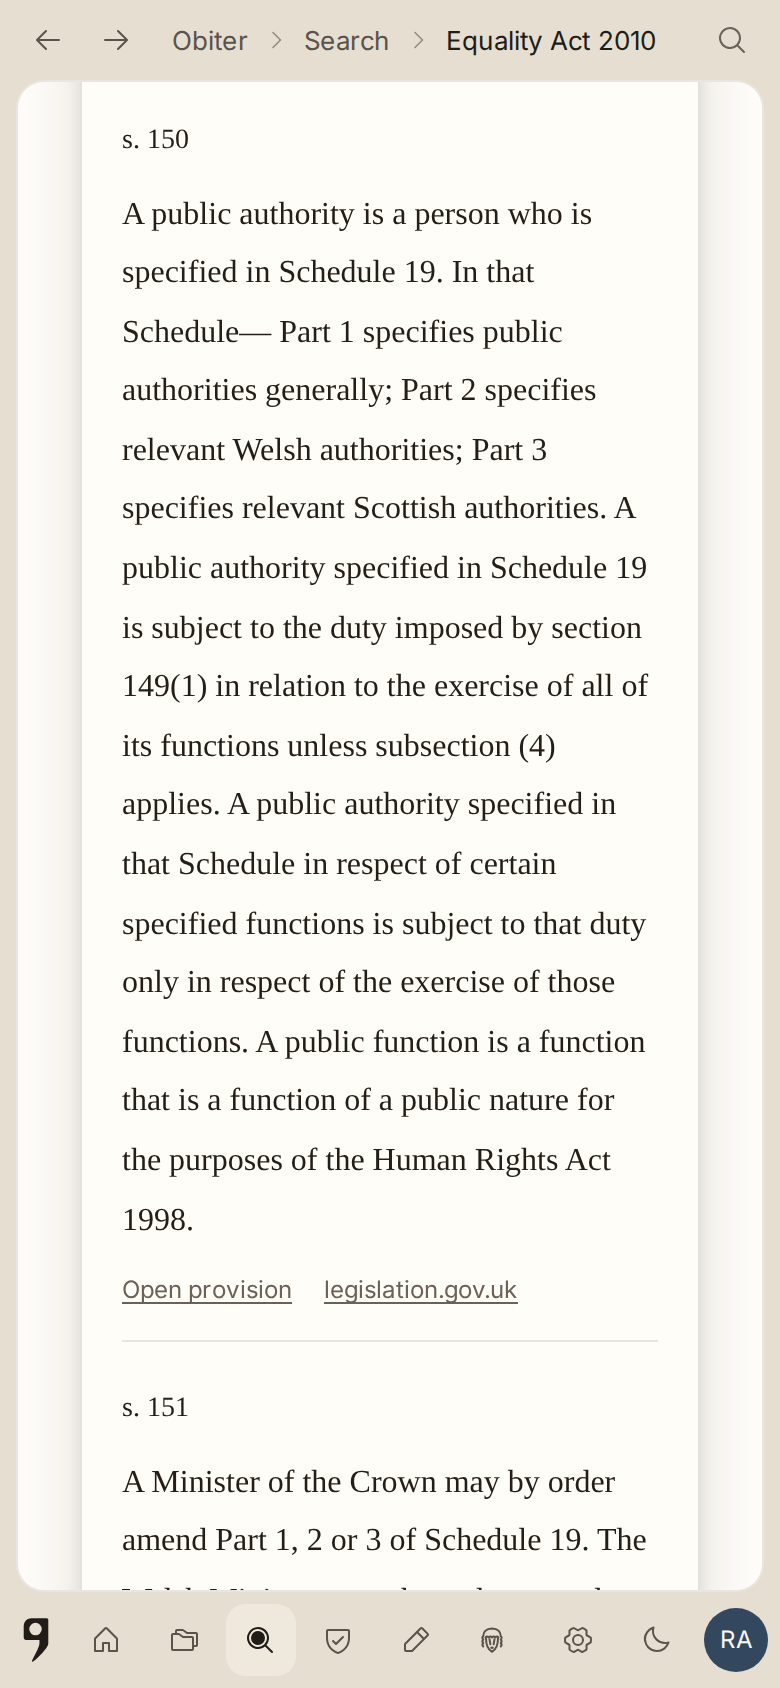 Obiter > Search > Equality Act 2010
s. 150
A public authority is a person who is
specified in Schedule 19. In that
Schedule— Part 1 specifies public
authorities generally; Part 2 specifies
relevant Welsh authorities; Part 3
specifies relevant Scottish authorities. A
public authority specified in Schedule 19
is subject to the duty imposed by section
149(1) in relation to the exercise of all of
its functions unless subsection (4)
applies. A public authority specified in
that Schedule in respect of certain
specified functions is subject to that duty
only in respect of the exercise of those
functions. A public function is a function
that is a function of a public nature for
the purposes of the Human Rights Act
1998.
Open provision legislation.gov.uk
s. 151
A Minister of the Crown may by order
amend Part 1, 2 or 3 of Schedule 19. The
RA